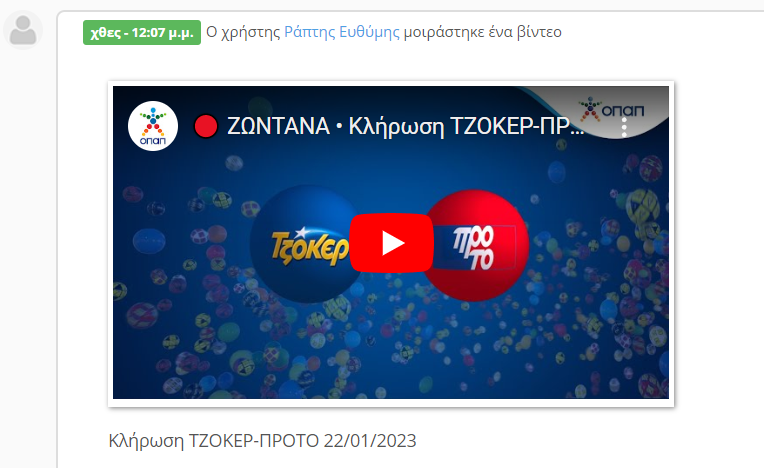 χθες - 12:07 μ.μ. Ο χρήστης Ράπτης Ευθύμης μοιράστηκε ένα βίντεο
οπαπ
οπαπ
ΖΩΝΤΑΝΑ • Κλήρωση ΤΖΟΚΕΡ-ΠΡ...
Τζόκερ
προ
το
Κλήρωση ΤΖΟΚΕΡ-ΠΡΟΤΟ 22/01/2023